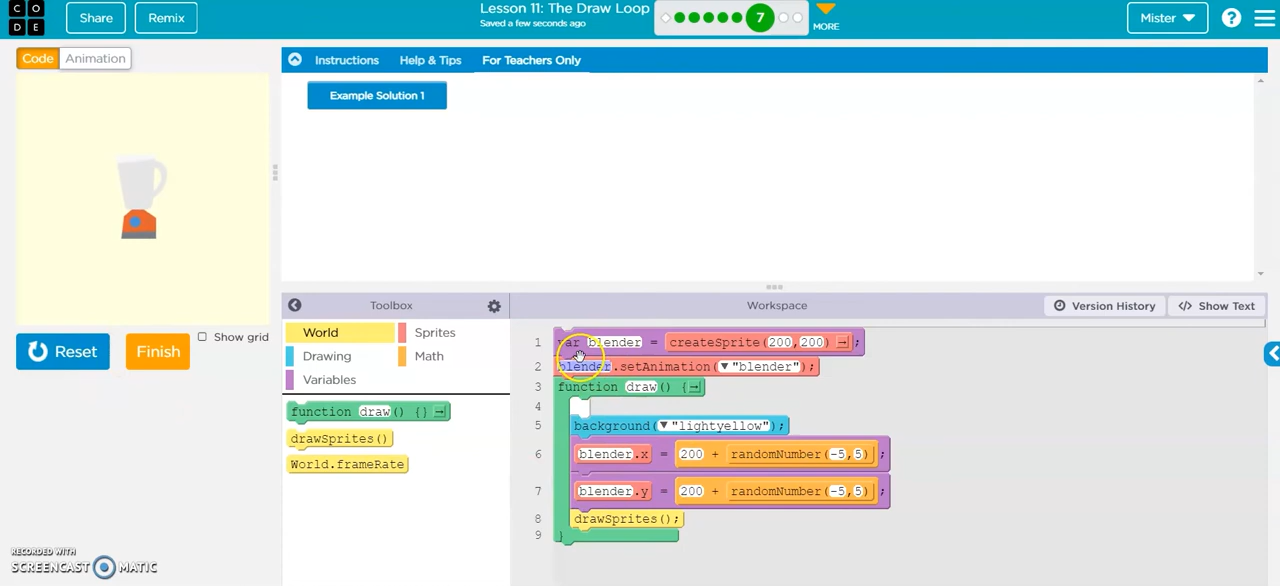 CODE
Share
Remix
Lesson 11: The Draw Loop
Saved a few seconds ago
7
MORE
Mister
?
Code
Animation
Instructions
Help & Tips
For Teachers Only
Example Solution 1
Reset
Finish
Show grid
Toolbox
Workspace
Version History
</> Show Text
World
Sprites
Drawing
Math
Variables
function draw() {}
drawSprites()
World.frameRate
1 var blender = createSprite(200,200) ;
2 blender.setAnimation("blender");
3 function draw() {
4
5 background("lightyellow");
6 blender.x = 200 + randomNumber(-5,5) ;
7 blender.y = 200 + randomNumber(-5,5) ;
8 drawSprites();
9 }
RECORDED WITH
SCREENCAST MATIC